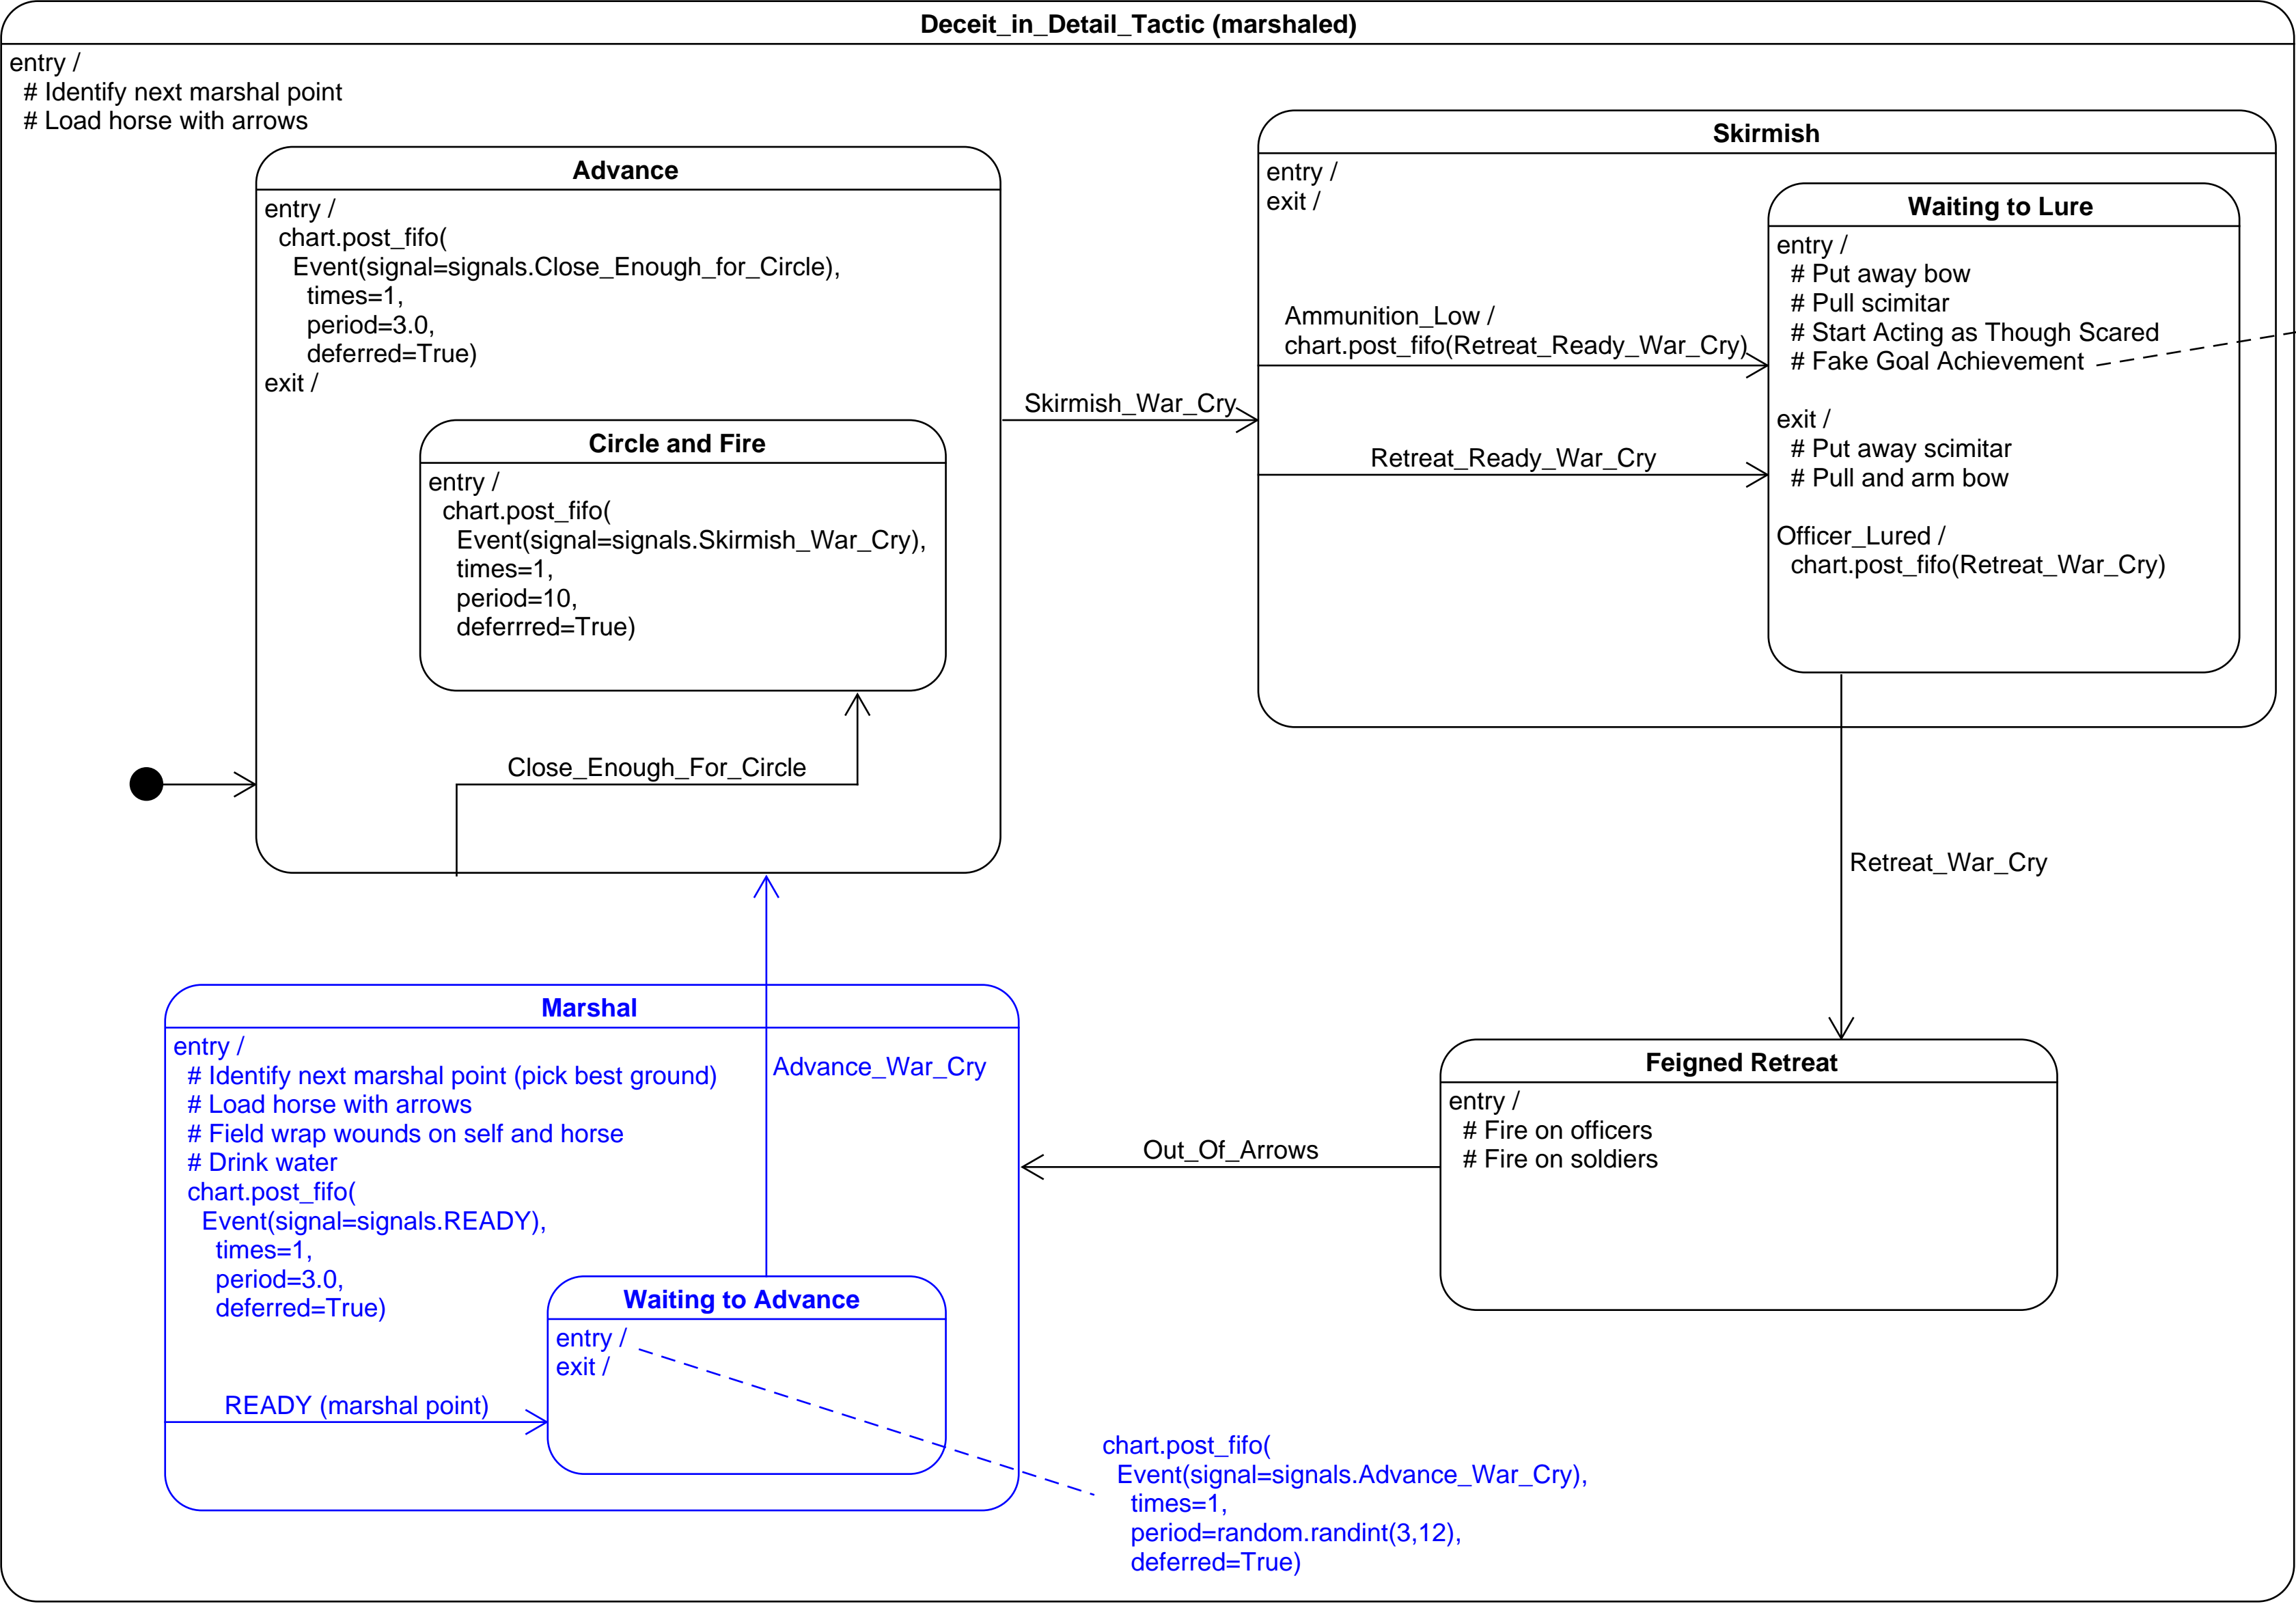 Deceit_in_Detail_Tactic (marshaled)
entry /
# Identify next marshal point
# Load horse with arrows
Advance
entry /
chart.post_fifo(
Event(signal=signals.Close_Enough_for_Circle),
times=1,
period=3.0,
deferred=True)
exit /
Circle and Fire
entry /
chart.post_fifo(
Event(signal=signals.Skirmish_War_Cry),
times=1,
period=10,
deferrred=True)
Close_Enough_For_Circle
Skirmish_War_Cry
Skirmish
entry /
exit /
Ammunition_Low /
chart.post_fifo(Retreat_Ready_War_Cry)
Retreat_Ready_War_Cry
Waiting to Lure
entry /
# Put away bow
# Pull scimitar
# Start Acting as Though Scared
# Fake Goal Achievement
exit /
# Put away scimitar
# Pull and arm bow
Officer_Lured /
chart.post_fifo(Retreat_War_Cry)
Retreat_War_Cry
Marshal
entry /
# Identify next marshal point (pick best ground)
# Load horse with arrows
# Field wrap wounds on self and horse
# Drink water
chart.post_fifo(
Event(signal=signals.READY),
times=1,
period=3.0,
deferred=True)
Advance_War_Cry
READY (marshal point)
Waiting to Advance
entry /
exit /
Out_Of_Arrows
Feigned Retreat
entry /
# Fire on officers
# Fire on soldiers
chart.post_fifo(
Event(signal=signals.Advance_War_Cry),
times=1,
period=random.randint(3,12),
deferred=True)